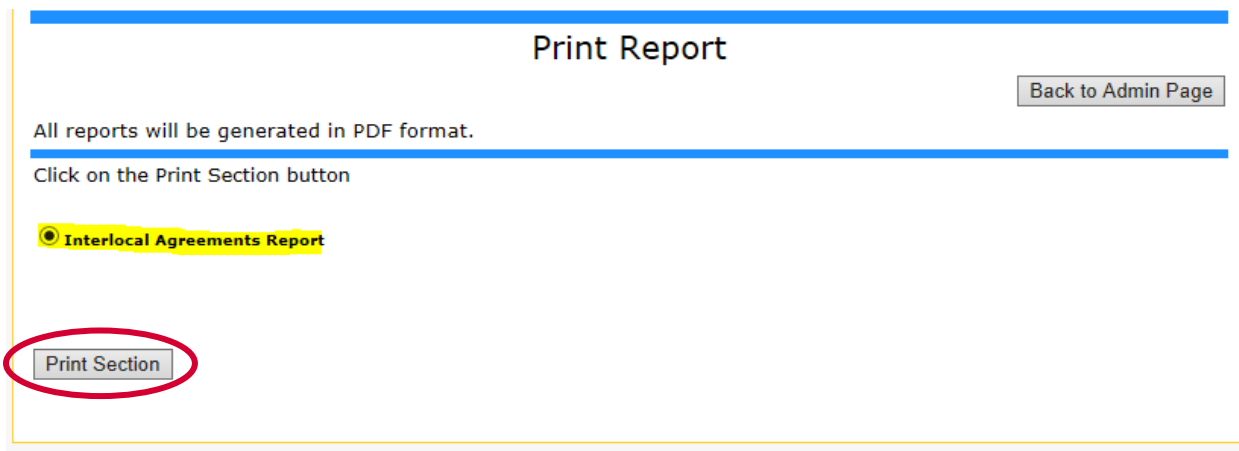 Print Report
Back to Admin Page
All reports will be generated in PDF format.
Click on the Print Section button
Interlocal Agreements Report
Print Section